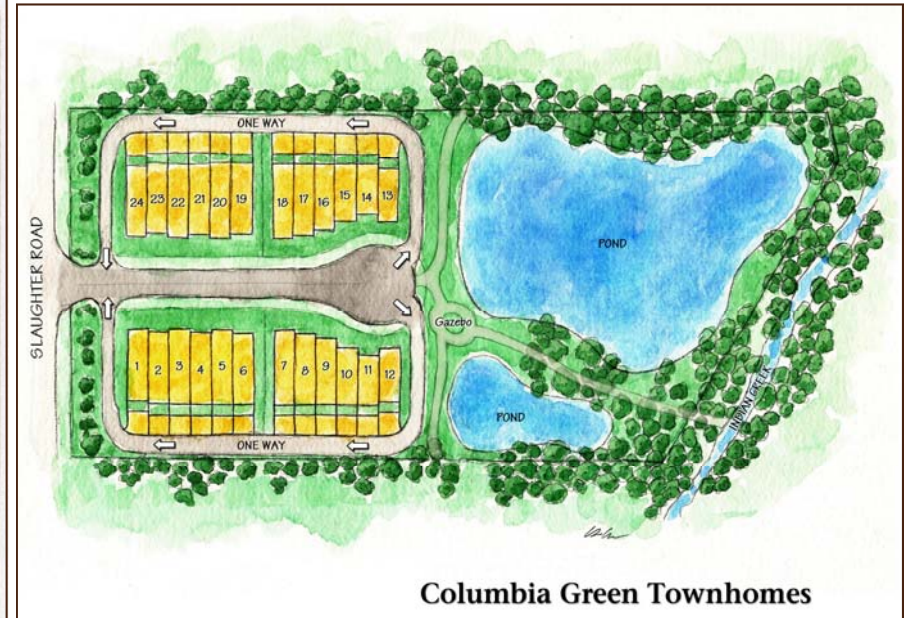 ONE WAY
24 23 22 21 20 19 18 17 16 15 14 13
POND
SLAUGHTER ROAD
Gazebo
1 2 3 4 5 6 7 8 9 10 11 12
POND
INDIAN CREEK
ONE WAY
Columbia Green Townhomes